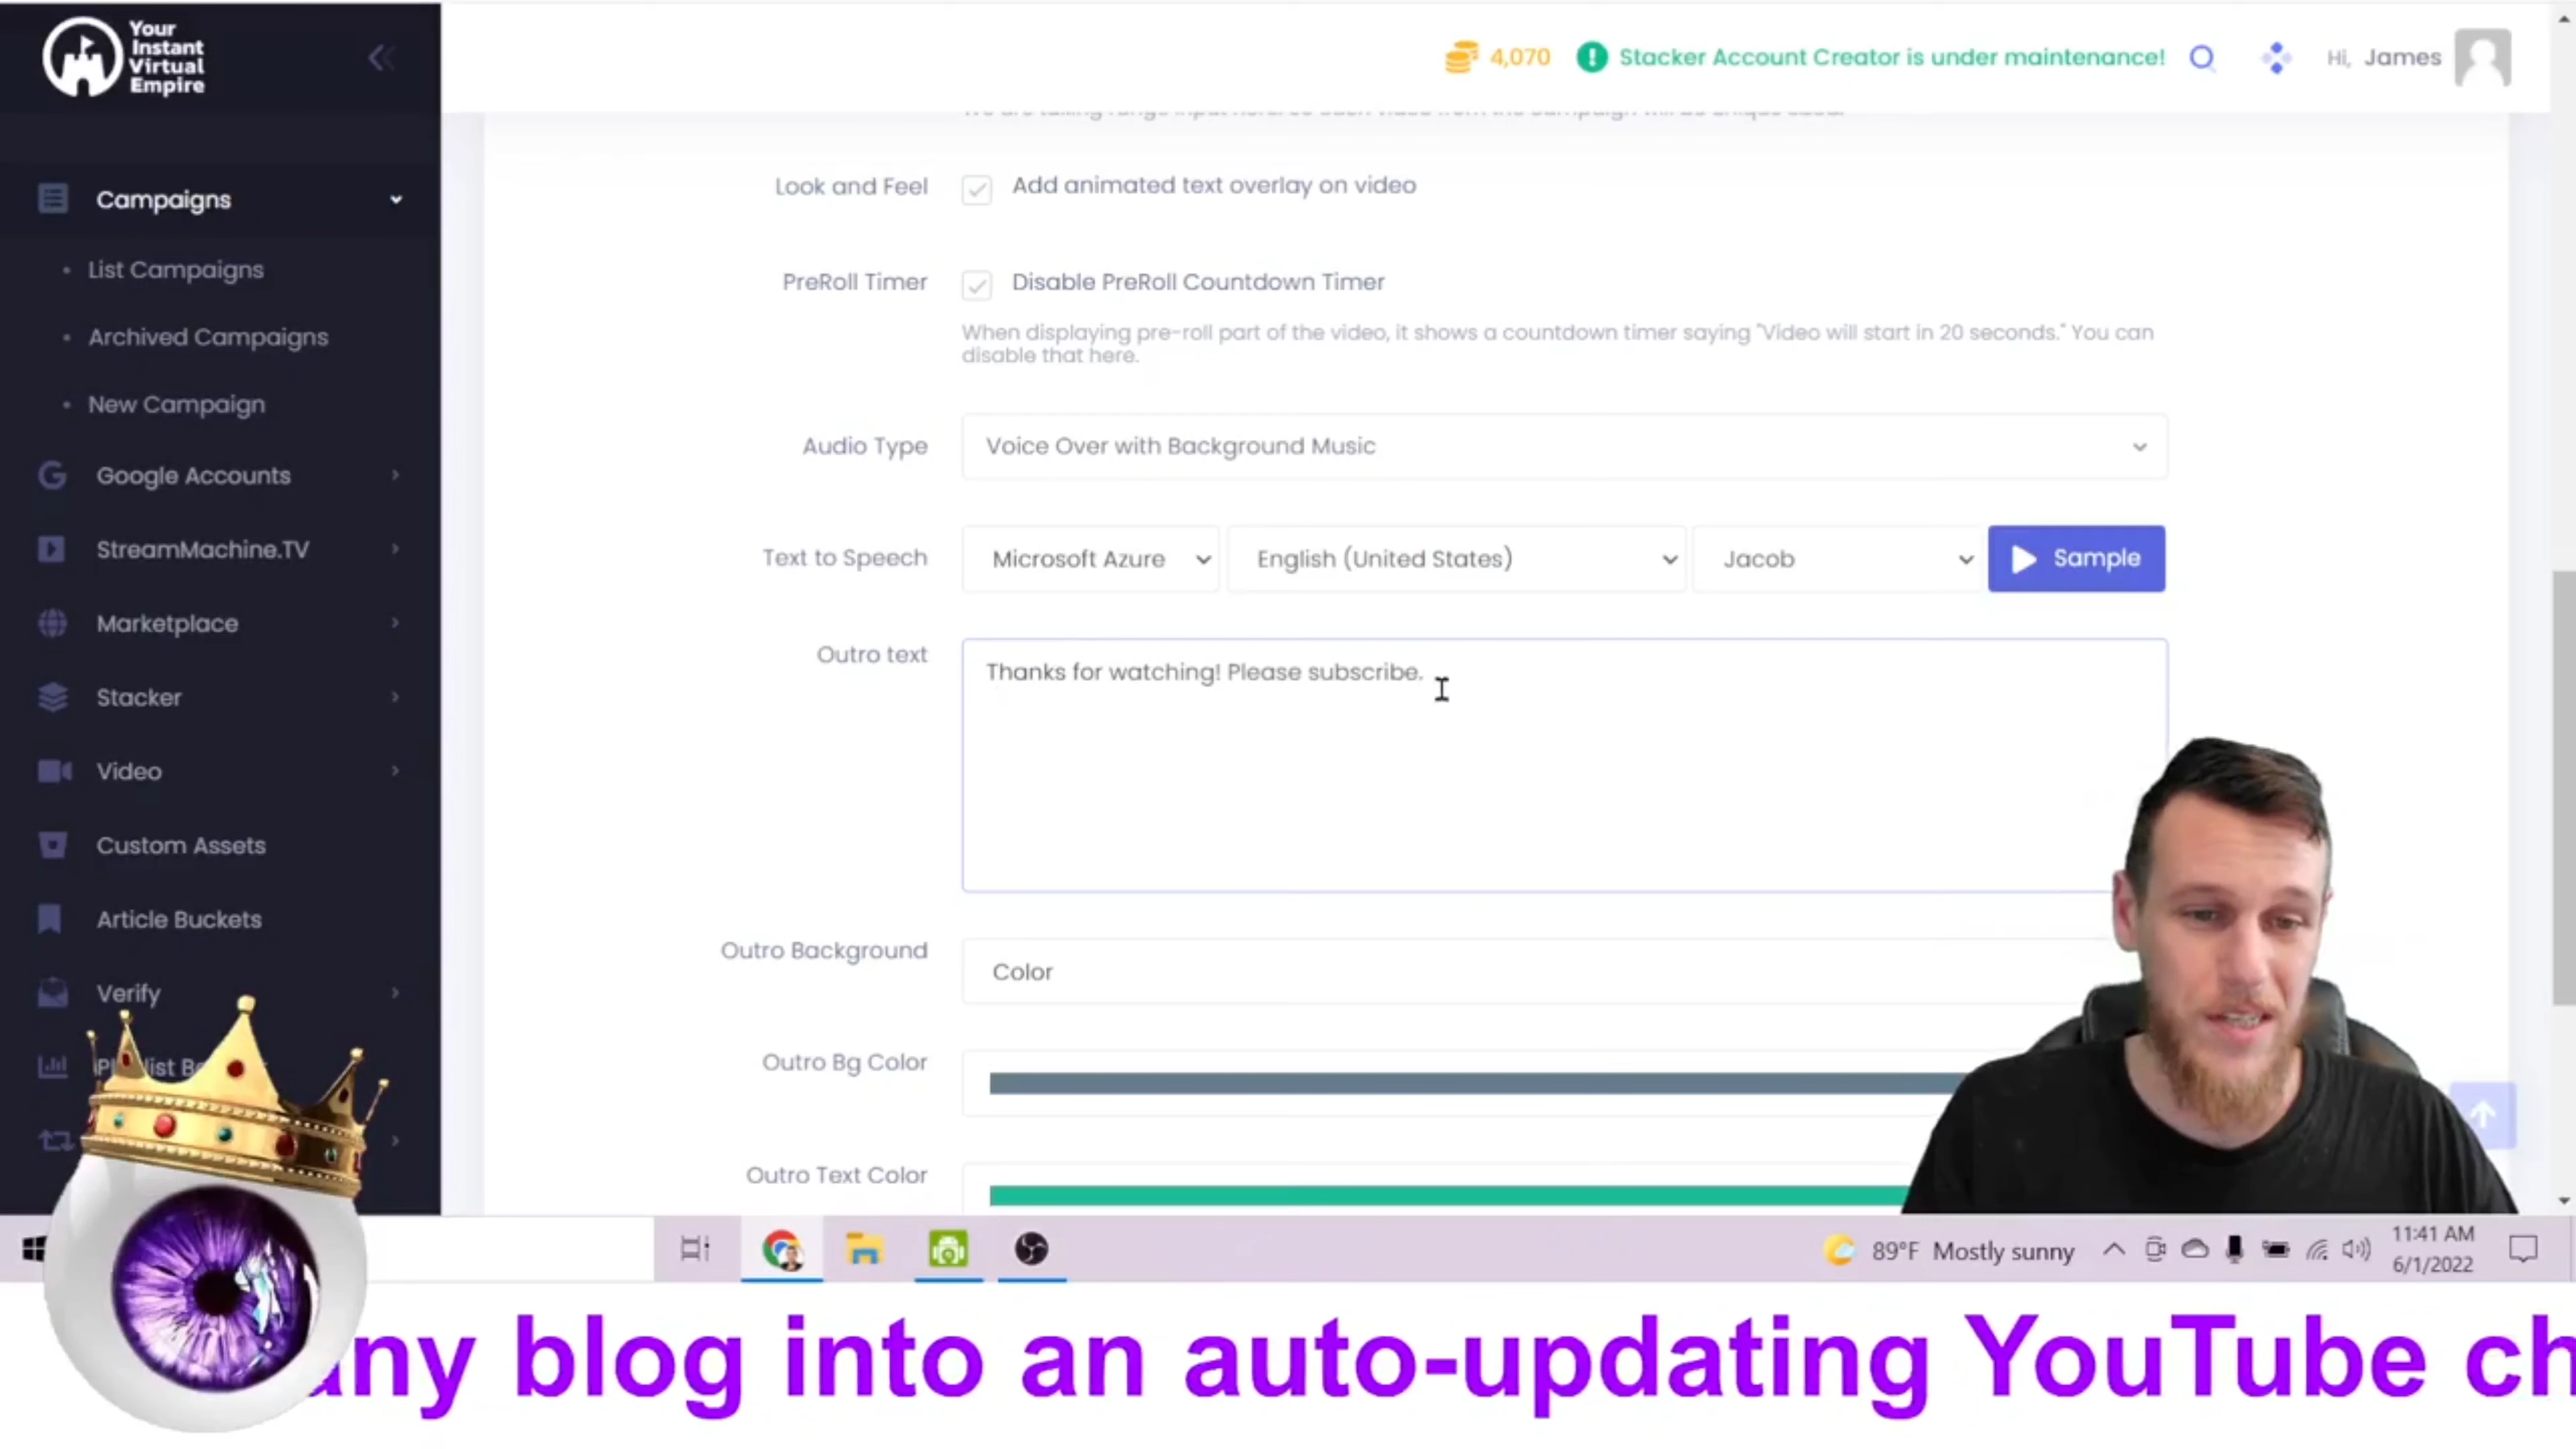 Your
Instant
Virtual
Empire
4,070
Stacker Account Creator is under maintenance!
Hi, James
Campaigns
List Campaigns
Archived Campaigns
New Campaign
Google Accounts
StreamMachine.TV
Marketplace
Stacker
Video
Custom Assets
Article Buckets
Verify
Look and Feel
Add animated text overlay on video
PreRoll Timer
Disable PreRoll Countdown Timer
When displaying pre-roll part of the video, it shows a countdown timer saying "Video will start in 20 seconds." You can
disable that here.
Audio Type
Voice Over with Background Music
Text to Speech
Microsoft Azure
English (United States)
Jacob
Sample
Outro text
Thanks for watching! Please subscribe.
Outro Background
Color
Outro Bg Color
Outro Text Color
89°F Mostly sunny
11:41 AM
6/1/2022
any blog into an auto-updating YouTube ch